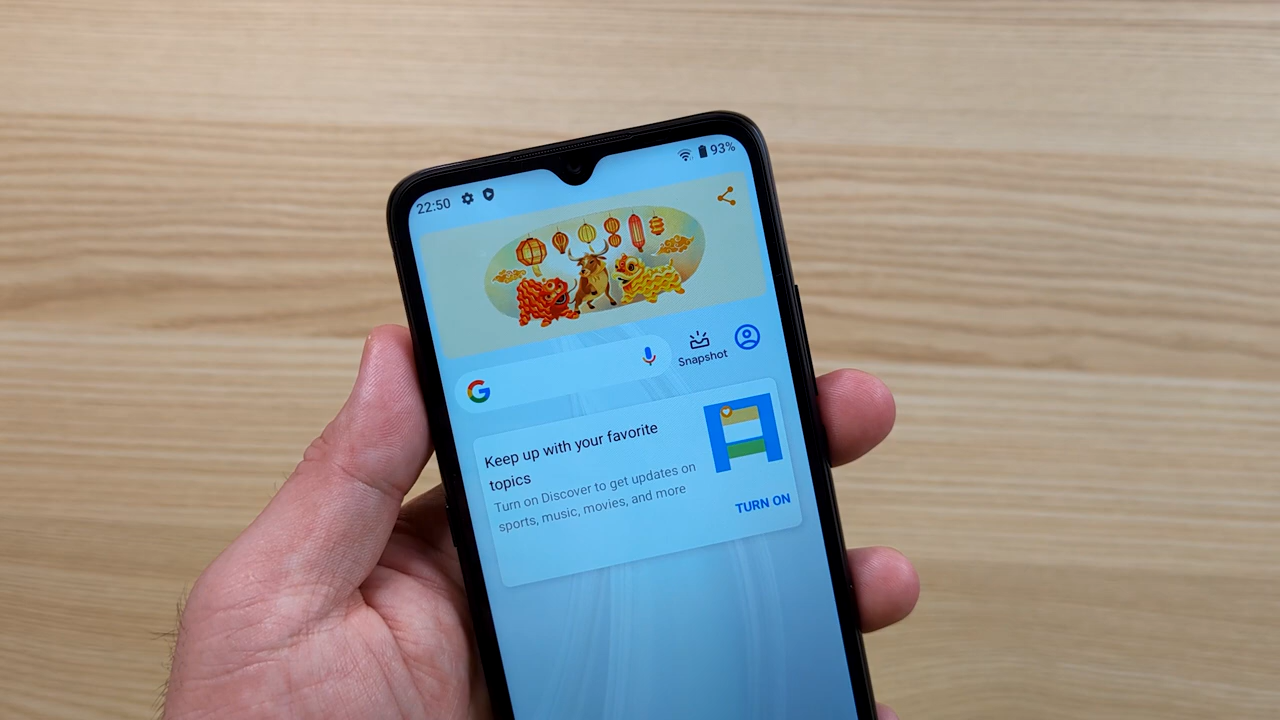 22:50
93%
Snapshot
Keep up with your favorite
topics
Turn on Discover to get updates on
sports, music, movies, and more
TURN ON